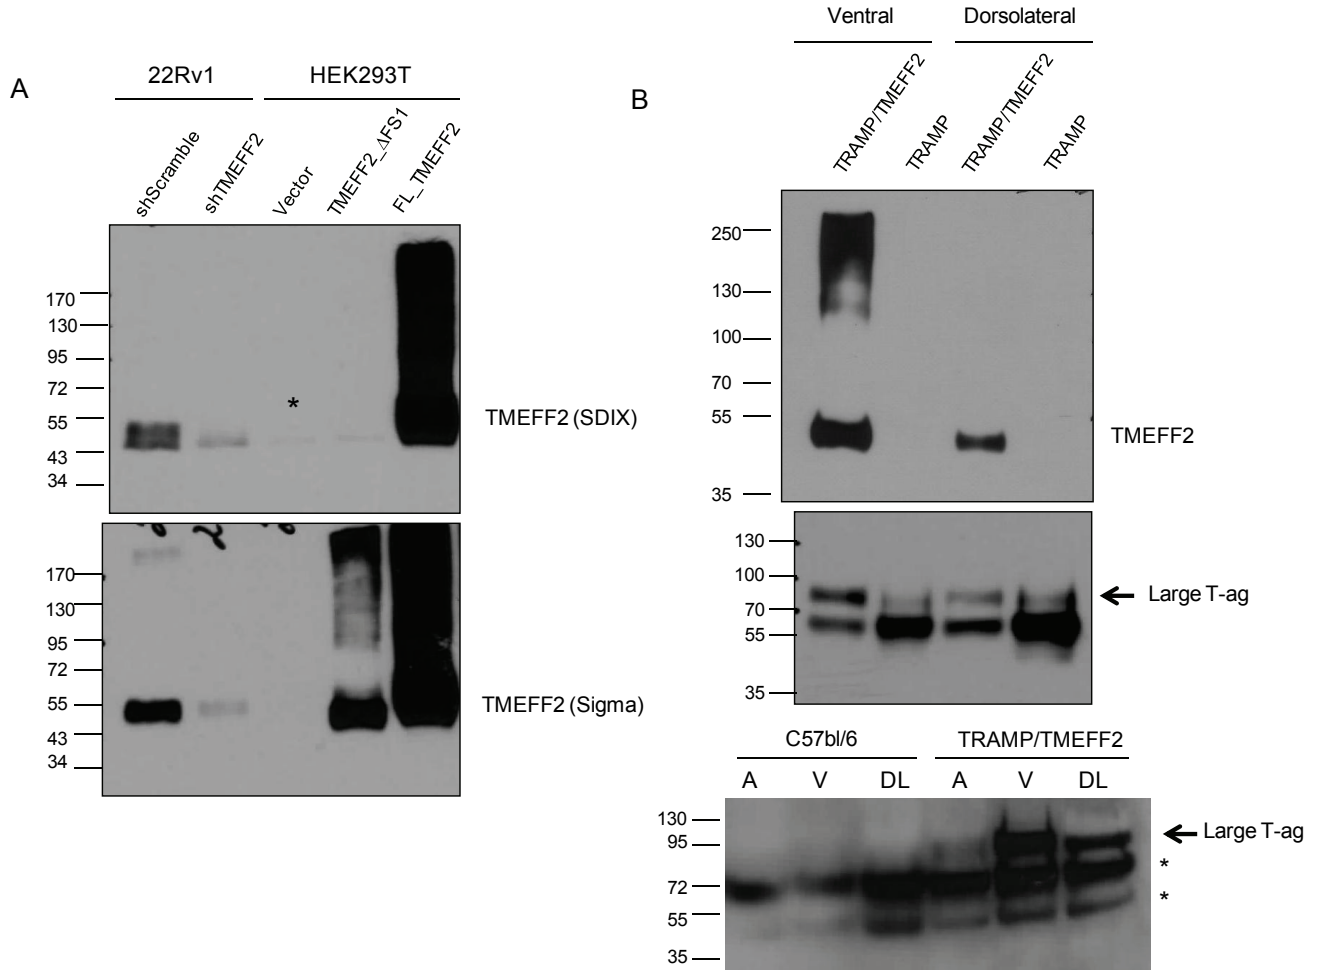 A
22Rv1 HEK293T
shScramble shTMEFF2 Vector TMEFF2_ΔFS1 FL_TMEFF2
170
130
95
72
55
43
34
*
TMEFF2 (SDIX)
170
130
95
72
55
43
34
TMEFF2 (Sigma)
B
Ventral Dorsolateral
TRAMP/TMEFF2 TRAMP TRAMP/TMEFF2 TRAMP
250
130
100
70
55
35
TMEFF2
130
100
70
55
35
Large T-ag
C57bl/6 TRAMP/TMEFF2
A V DL A V DL
130
95
72
55
35
Large T-ag
*
*